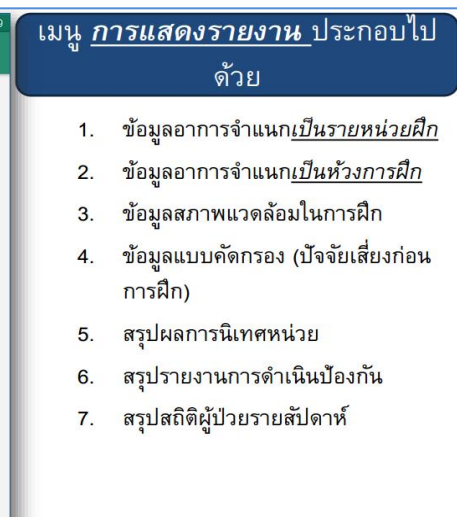 เมนู การแสดงรายงาน ประกอบไป
ด้วย
1. ข้อมูลอาการจำแนกเป็นรายหน่วยฝึก
2. ข้อมูลอาการจำแนกเป็นห้วงการฝึก
3. ข้อมูลสภาพแวดล้อมในการฝึก
4. ข้อมูลแบบคัดกรอง (ปัจจัยเสี่ยงก่อน
การฝึก)
5. สรุปผลการนิเทศหน่วย
6. สรุปรายงานการดำเนินป้องกัน
7. สรุปสถิติผู้ป่วยรายสัปดาห์